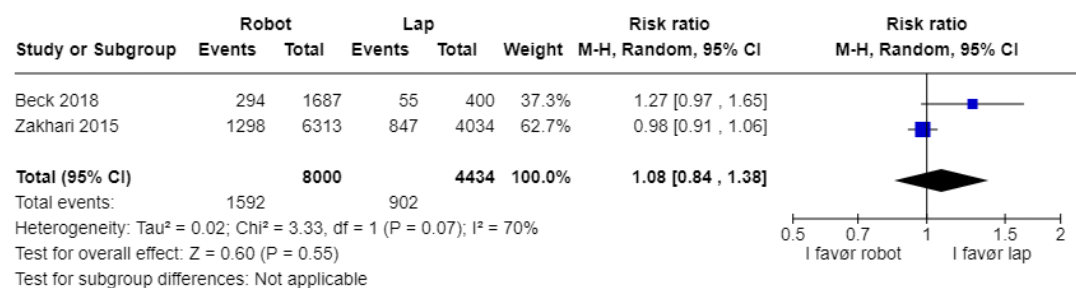 Robot Lap Risk ratio Risk ratio
Study or Subgroup Events Total Events Total Weight M-H, Random, 95% CI M-H, Random, 95% CI
Beck 2018 294 1687 55 400 37.3% 1.27 [0.97 , 1.65]
Zakhari 2015 1298 6313 847 4034 62.7% 0.98 [0.91 , 1.06]
Total (95% CI) 8000 4434 100.0% 1.08 [0.84 , 1.38]
Total events: 1592 902
Heterogeneity: Tau² = 0.02; Chi² = 3.33, df = 1 (P = 0.07); I² = 70%
Test for overall effect: Z = 0.60 (P = 0.55)
Test for subgroup differences: Not applicable
0.5 0.7 1 1.5 2
I favør robot I favør lap